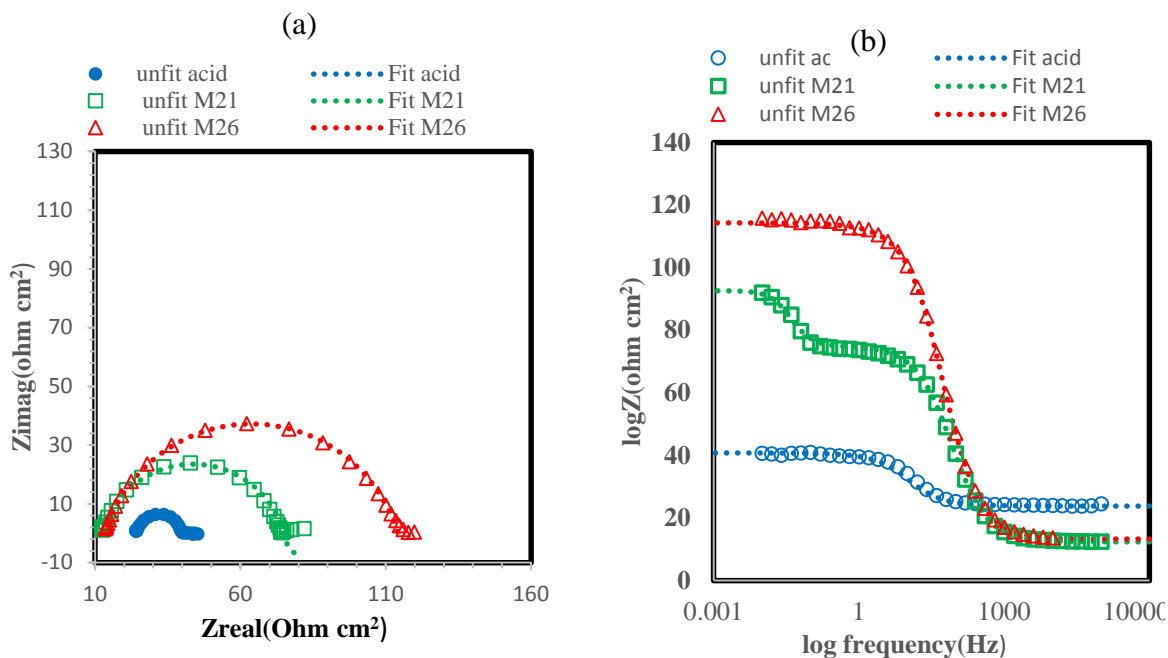 (a)
unfit acid
Fit acid
unfit M21
Fit M21
unfit M26
Fit M26
130
110
90
70
50
30
10
-10
10
60
110
160
Zimag(ohm cm²)
Zreal(Ohm cm²)
(b)
unfit ac
Fit acid
unfit M21
Fit M21
unfit M26
Fit M26
140
120
100
80
60
40
20
0
0.001
1
1000
10000
logZ(ohm cm²)
log frequency(Hz)